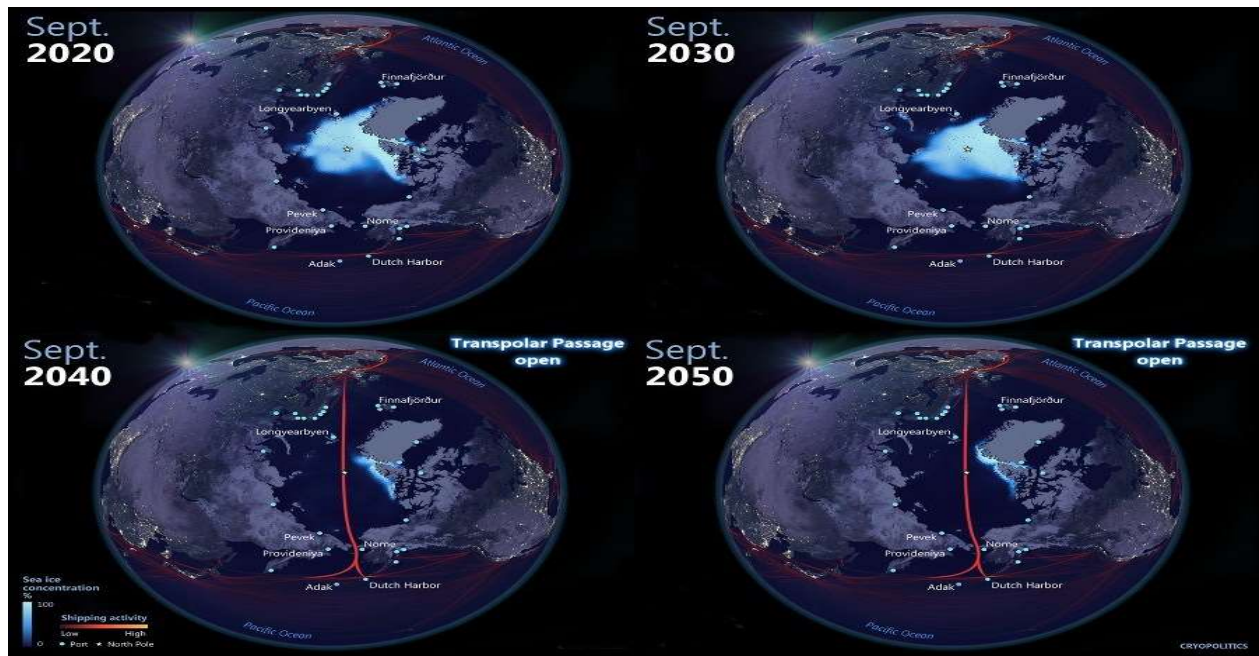 Sept.
2020
Atlantic Ocean
Finnafjörður
Longyearbyen
Pevek
Nome
Provideniya
Adak
Dutch Harbor
Pacific Ocean
Sept.
2030
Atlantic Ocean
Finnafjörður
Longyearbyen
Pevek
Nome
Provideniya
Adak
Dutch Harbor
Pacific Ocean
Sept.
2040
Transpolar Passage
open
Atlantic Ocean
Finnafjörður
Longyearbyen
Pevek
Nome
Provideniya
Adak
Dutch Harbor
Pacific Ocean
Sea ice
concentration
%
100
0
Shipping activity
Low High
Port North Pole
Sept.
2050
Transpolar Passage
open
Atlantic Ocean
Finnafjörður
Longyearbyen
Pevek
Nome
Provideniya
Adak
Dutch Harbor
Pacific Ocean
CRYOPOLITICS